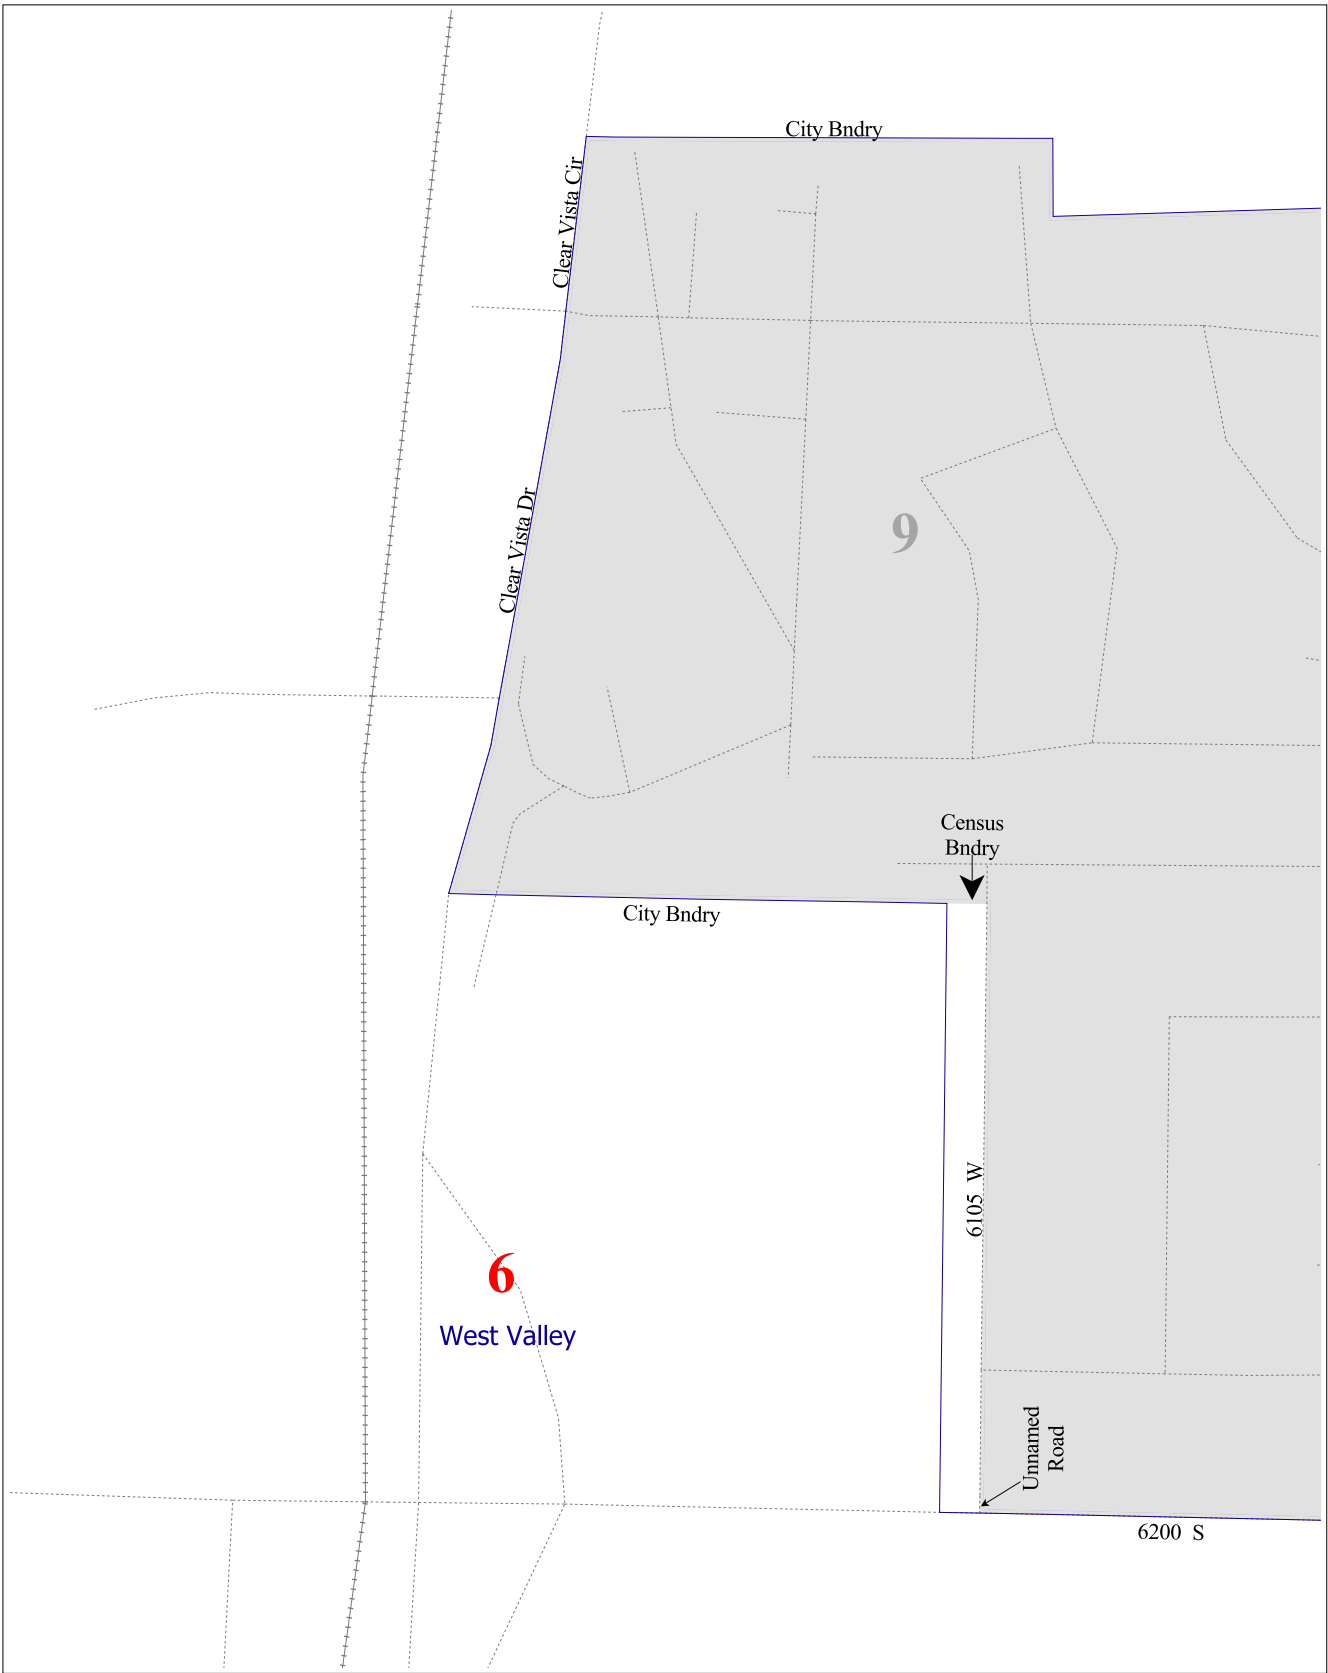 City Bndry
Clear Vista Cir
Clear Vista Dr
9
Census
Bndry
City Bndry
6105 W
6
West Valley
Unnamed
Road
6200 S